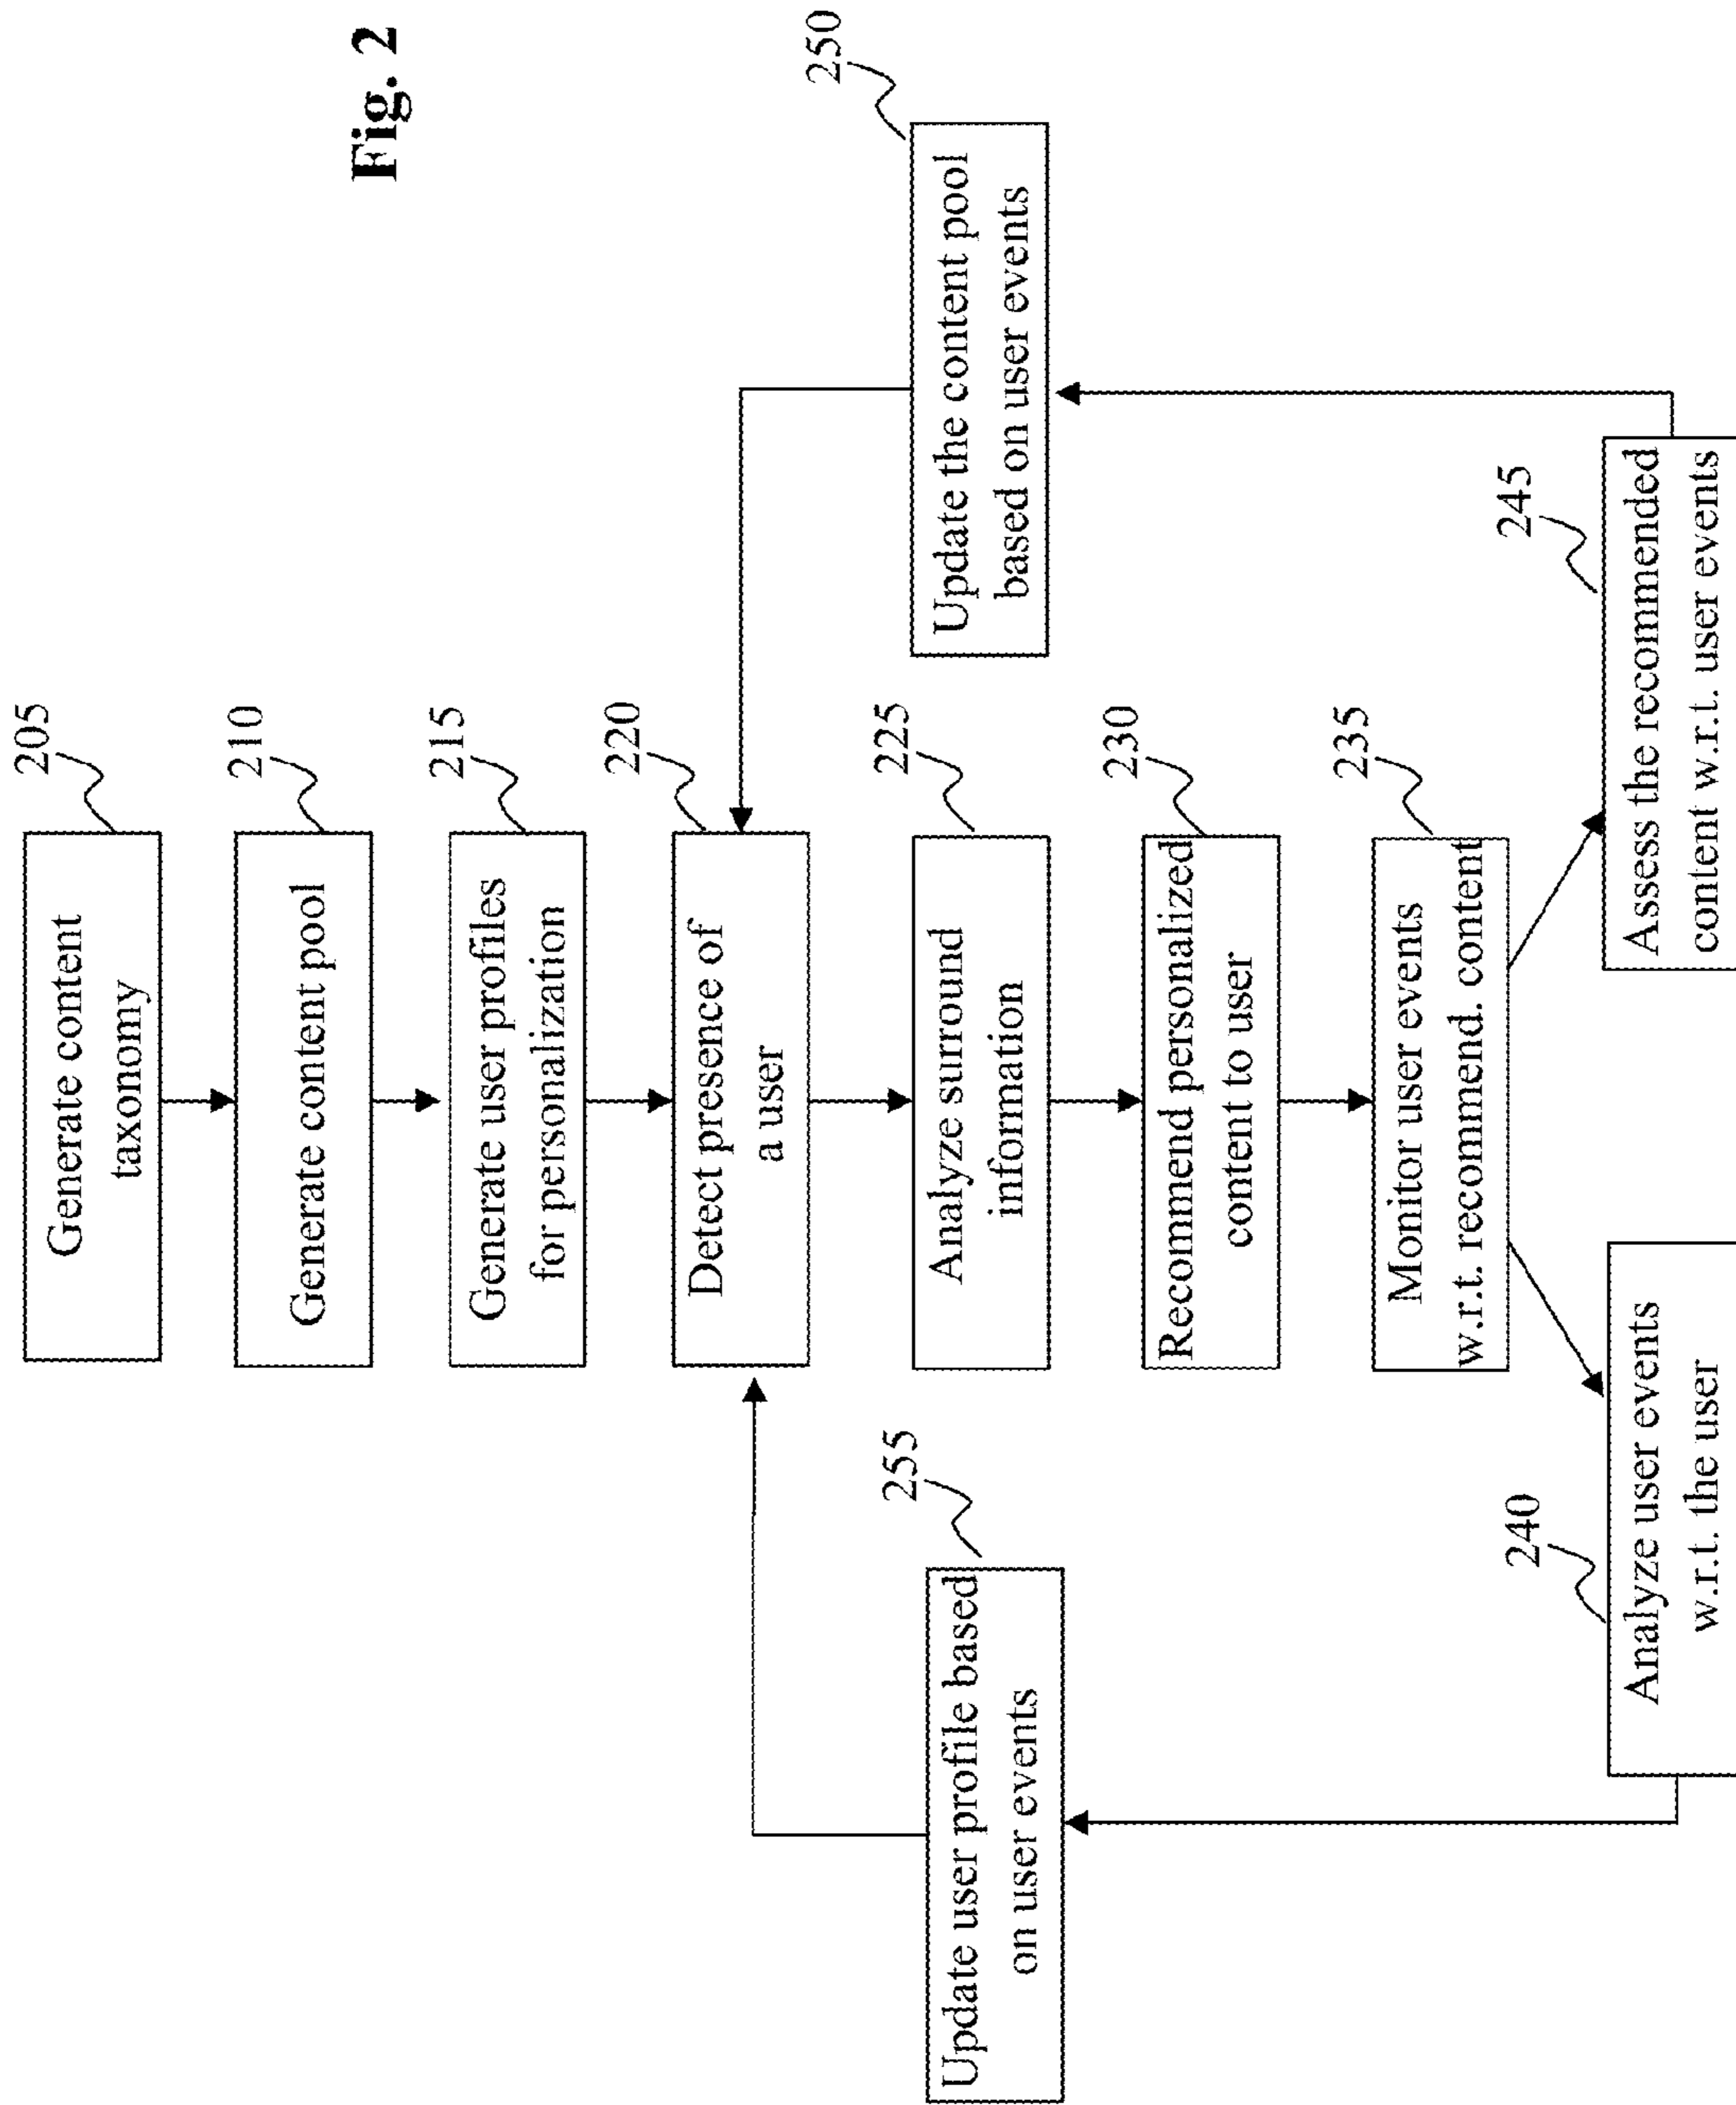 Fig. 2
205
Generate content
taxonomy
210
Generate content pool
215
Generate user profiles
for personalization
220
Detect presence of
a user
225
Analyze surround
information
230
Recommend personalized
content to user
235
Monitor user events
w.r.t. recommend. content
240
Analyze user events
w.r.t. the user
245
Assess the recommended
content w.r.t. user events
250
Update the content pool
based on user events
255
Update user profile based
on user events